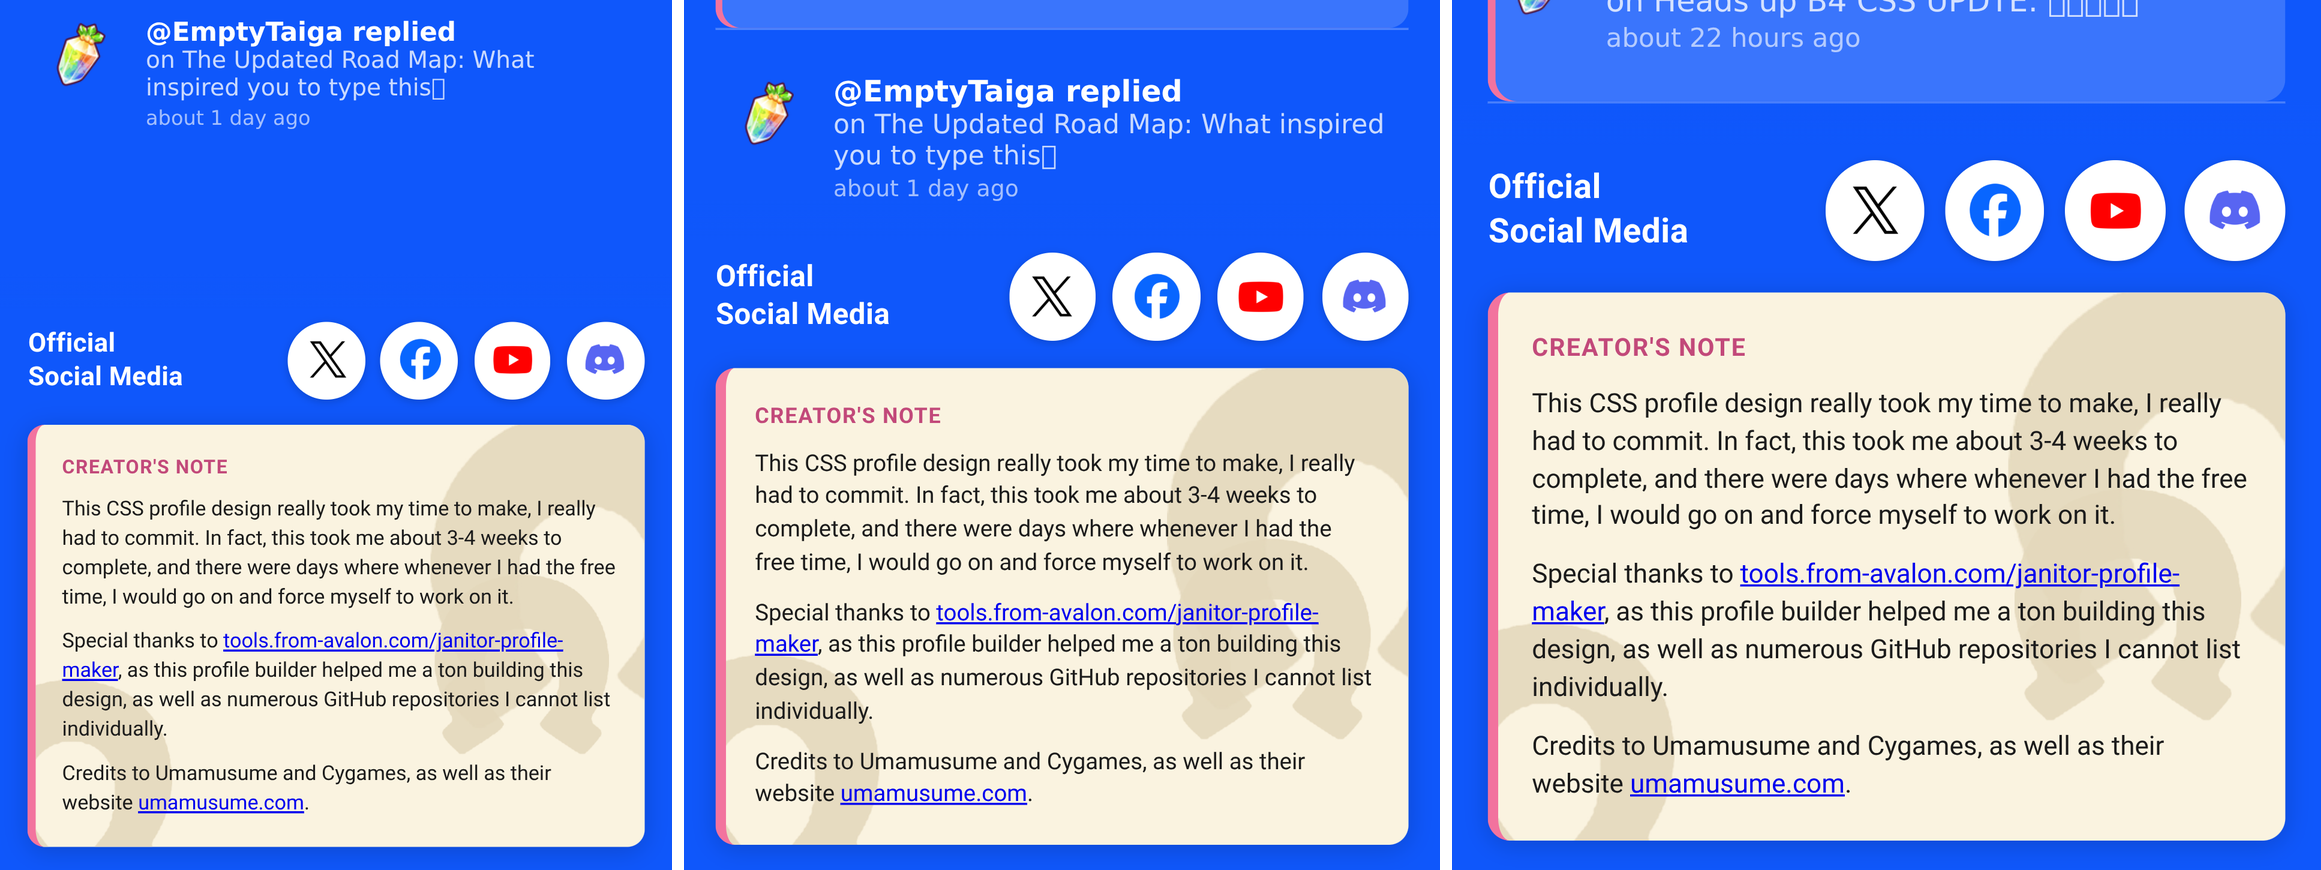 @EmptyTaiga replied
on The Updated Road Map: What
inspired you to type this
about 1 day ago
Official
Social Media
CREATOR'S NOTE
This CSS profile design really took my time to make, I really
had to commit. In fact, this took me about 3-4 weeks to
complete, and there were days where whenever I had the free
time, I would go on and force myself to work on it.
Special thanks to tools.from-avalon.com/janitor-profile-
maker, as this profile builder helped me a ton building this
design, as well as numerous GitHub repositories I cannot list
individually.
Credits to Umamusume and Cygames, as well as their
website umamusume.com.
@EmptyTaiga replied
on The Updated Road Map: What inspired
you to type this
about 1 day ago
Official
Social Media
CREATOR'S NOTE
This CSS profile design really took my time to make, I really
had to commit. In fact, this took me about 3-4 weeks to
complete, and there were days where whenever I had the
free time, I would go on and force myself to work on it.
Special thanks to tools.from-avalon.com/janitor-profile-
maker, as this profile builder helped me a ton building this
design, as well as numerous GitHub repositories I cannot list
individually.
Credits to Umamusume and Cygames, as well as their
website umamusume.com.
on Heads up B4 CSS UPDTE:
about 22 hours ago
Official
Social Media
CREATOR'S NOTE
This CSS profile design really took my time to make, I really
had to commit. In fact, this took me about 3-4 weeks to
complete, and there were days where whenever I had the free
time, I would go on and force myself to work on it.
Special thanks to tools.from-avalon.com/janitor-profile-
maker, as this profile builder helped me a ton building this
design, as well as numerous GitHub repositories I cannot list
individually.
Credits to Umamusume and Cygames, as well as their
website umamusume.com.